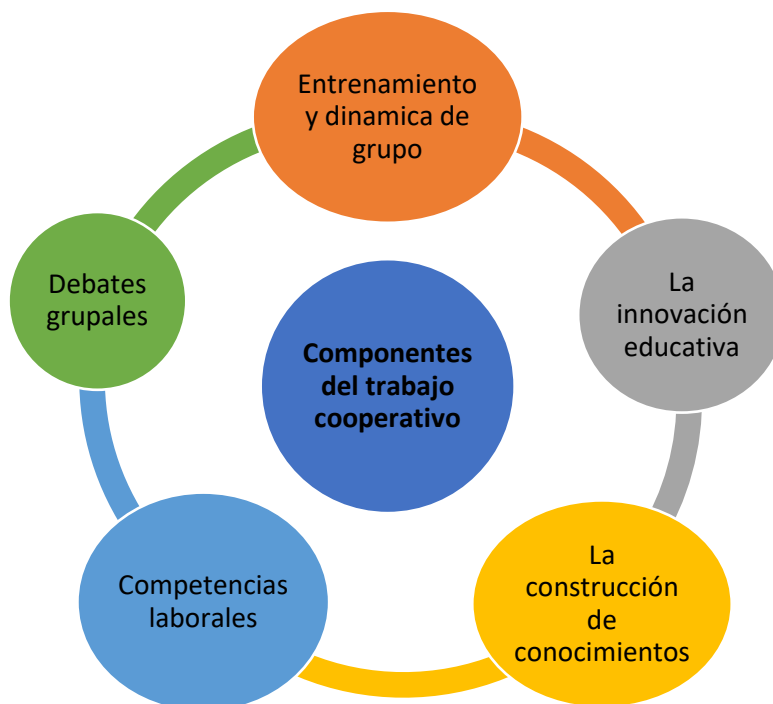 Entrenamiento
y dinamica de
grupo
La
innovación
educativa
La
construcción
de
conocimientos
Competencias
laborales
Debates
grupales
Componentes
del trabajo
cooperativo